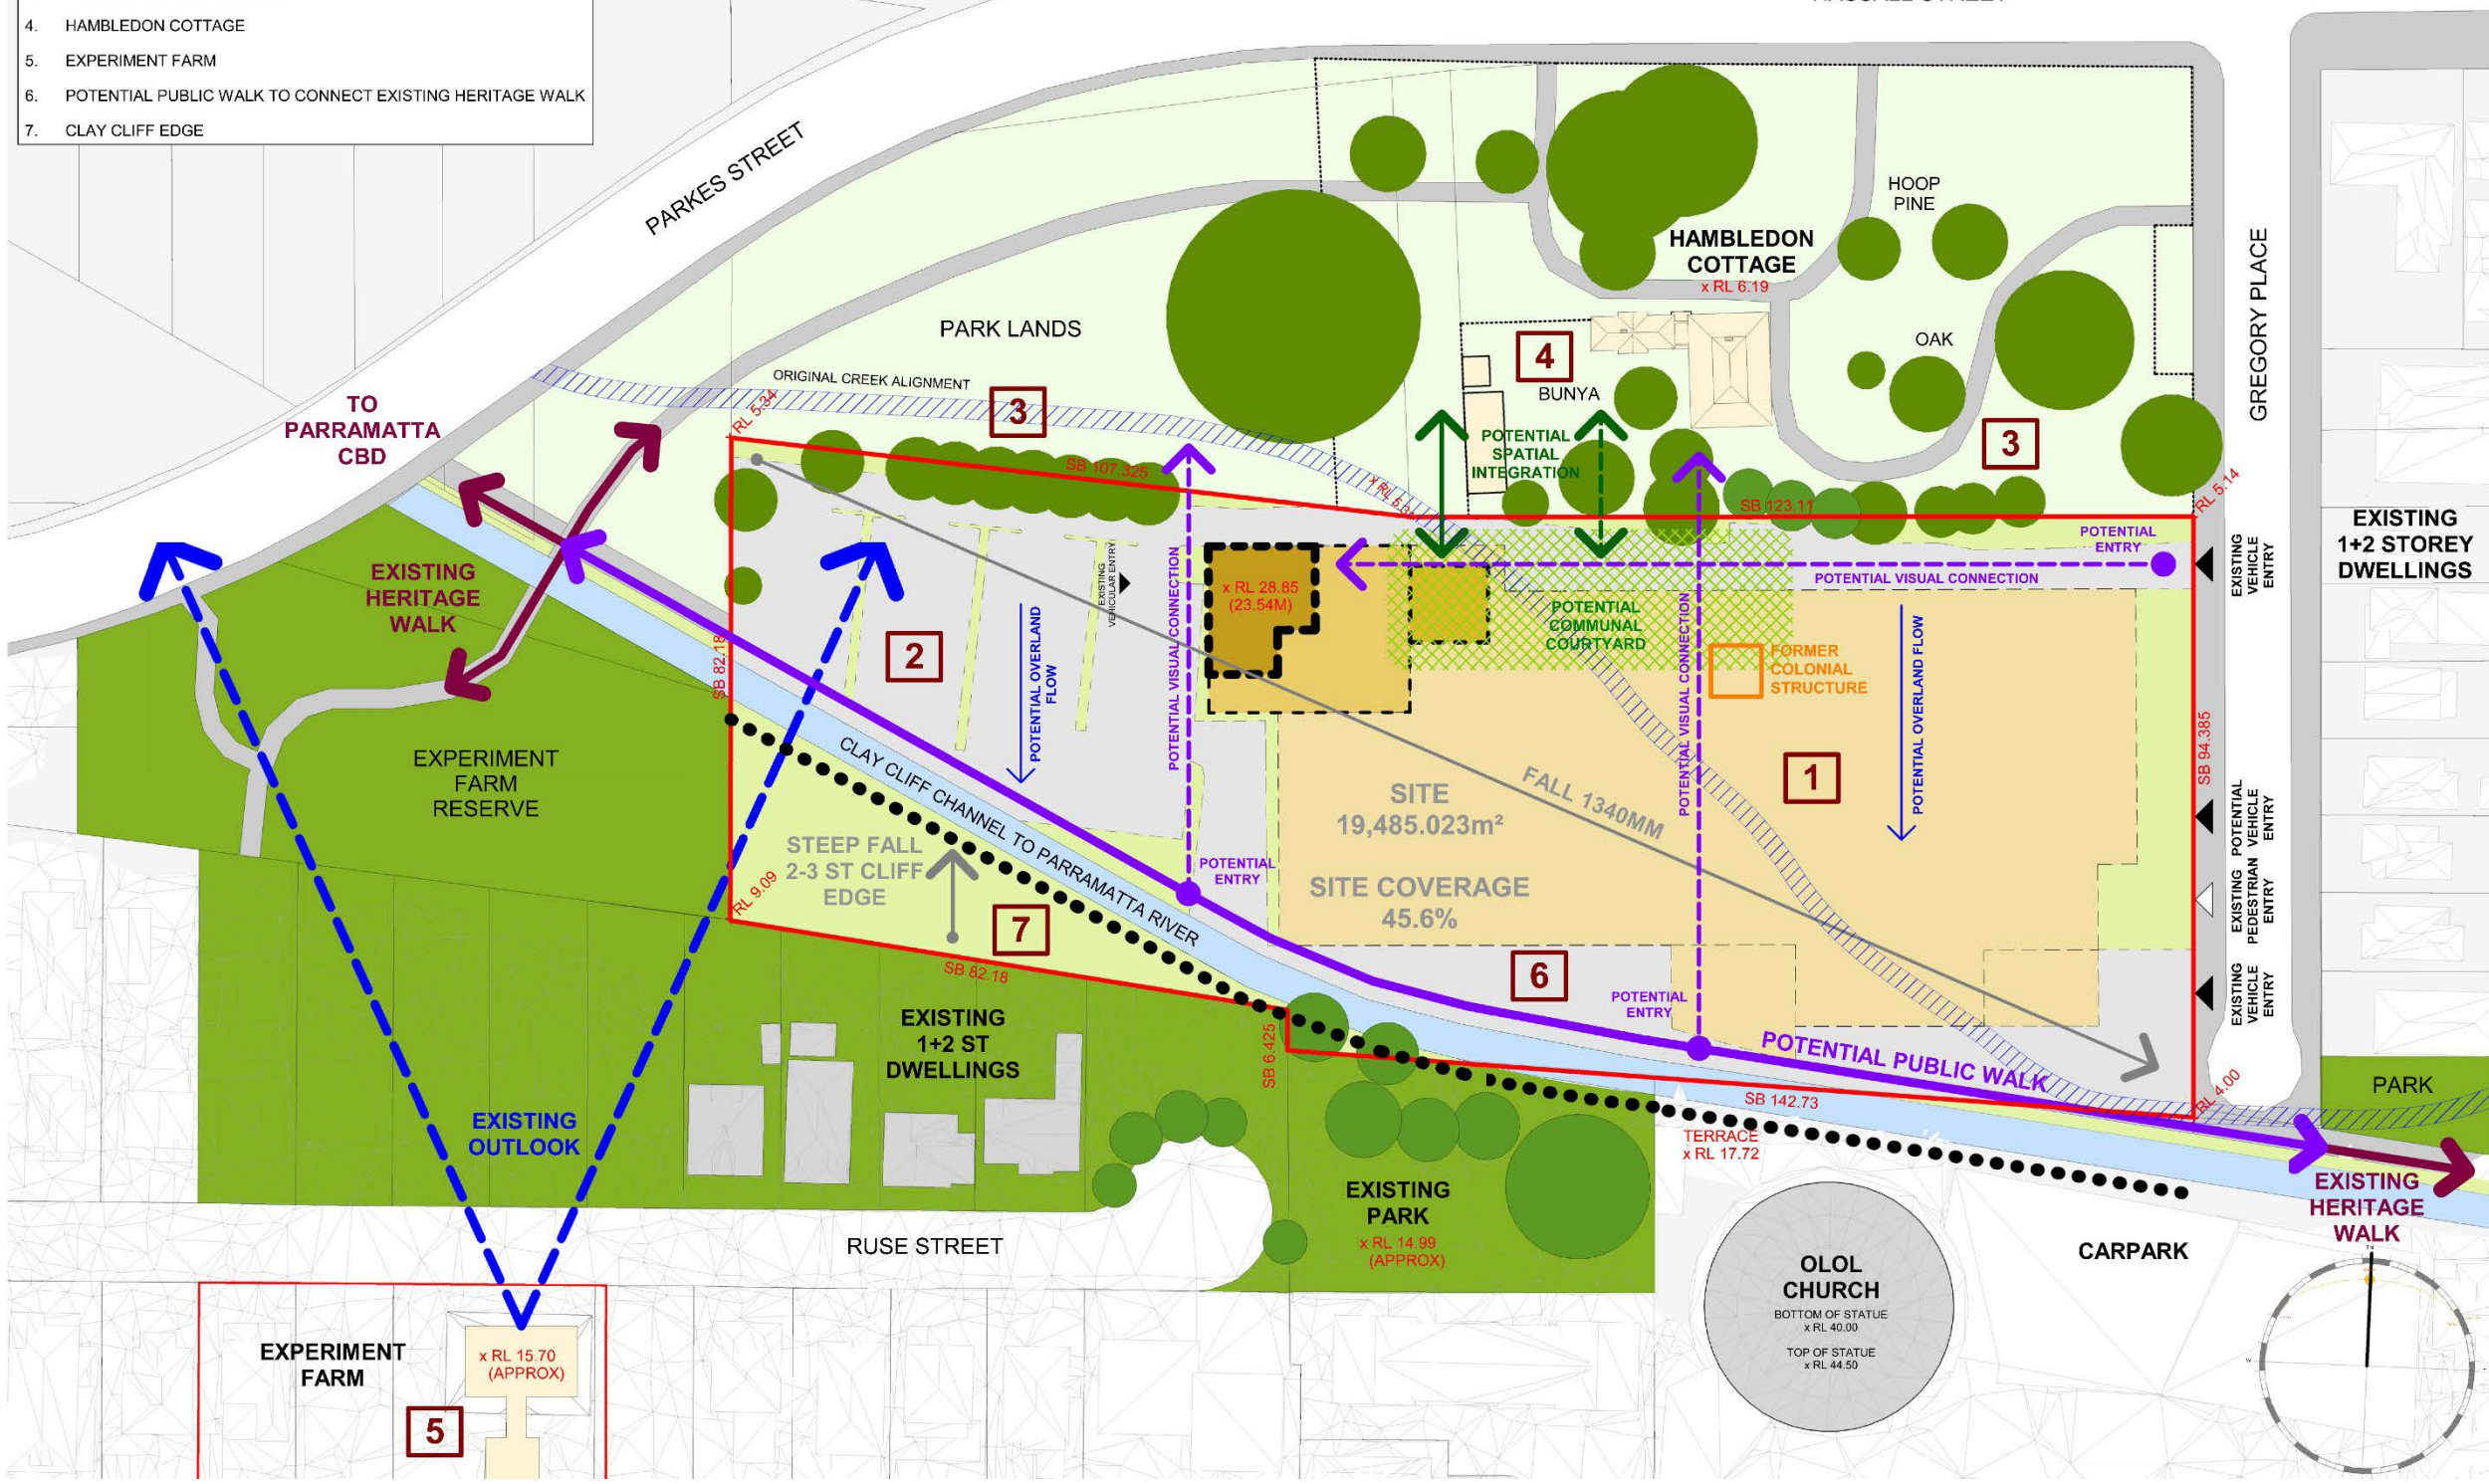 4. HAMBLEDON COTTAGE
5. EXPERIMENT FARM
6. POTENTIAL PUBLIC WALK TO CONNECT EXISTING HERITAGE WALK
7. CLAY CLIFF EDGE
PARKES STREET
GREGORY PLACE
HOOP
PINE
HAMBLEDON
COTTAGE
x RL 6.19
PARK LANDS
OAK
4
BUNYA
ORIGINAL CREEK ALIGNMENT
3
3
TO
PARRAMATTA
CBD
RL 5.34
SB 107.325
POTENTIAL
SPATIAL
INTEGRATION
SB 123.11
RL 5.14
EXISTING
1+2 STOREY
DWELLINGS
POTENTIAL
ENTRY
EXISTING
VEHICLE
ENTRY
POTENTIAL VISUAL CONNECTION
EXISTING
HERITAGE
WALK
EXISTING
VEHICULAR ENTRY
x RL 28.85
(23.54M)
POTENTIAL
COMMUNAL
COURTYARD
FORMER
COLONIAL
STRUCTURE
2
SB 82.18
POTENTIAL OVERLAND
FLOW
POTENTIAL VISUAL CONNECTION
POTENTIAL VISUAL CONNECTION
POTENTIAL OVERLAND FLOW
SB 94.385
EXPERIMENT
FARM
RESERVE
CLAY CLIFF CHANNEL TO PARRAMATTA RIVER
SITE
19,485.023m²
FALL 1340MM
1
POTENTIAL
VEHICLE
ENTRY
STEEP FALL
2-3 ST CLIFF
EDGE
RL 9.09
POTENTIAL
ENTRY
SITE COVERAGE
45.6%
EXISTING
PEDESTRIAN
ENTRY
7
SB 82.18
6
POTENTIAL
ENTRY
EXISTING
VEHICLE
ENTRY
EXISTING
1+2 ST
DWELLINGS
SB 6.425
POTENTIAL PUBLIC WALK
SB 142.73
RL 4.00
PARK
EXISTING
OUTLOOK
TERRACE
x RL 17.72
EXISTING
PARK
x RL 14.99
(APPROX)
EXISTING
HERITAGE
WALK
RUSE STREET
CARPARK
OLOL
CHURCH
BOTTOM OF STATUE
x RL 40.00
TOP OF STATUE
x RL 44.50
EXPERIMENT
FARM
x RL 15.70
(APPROX)
5